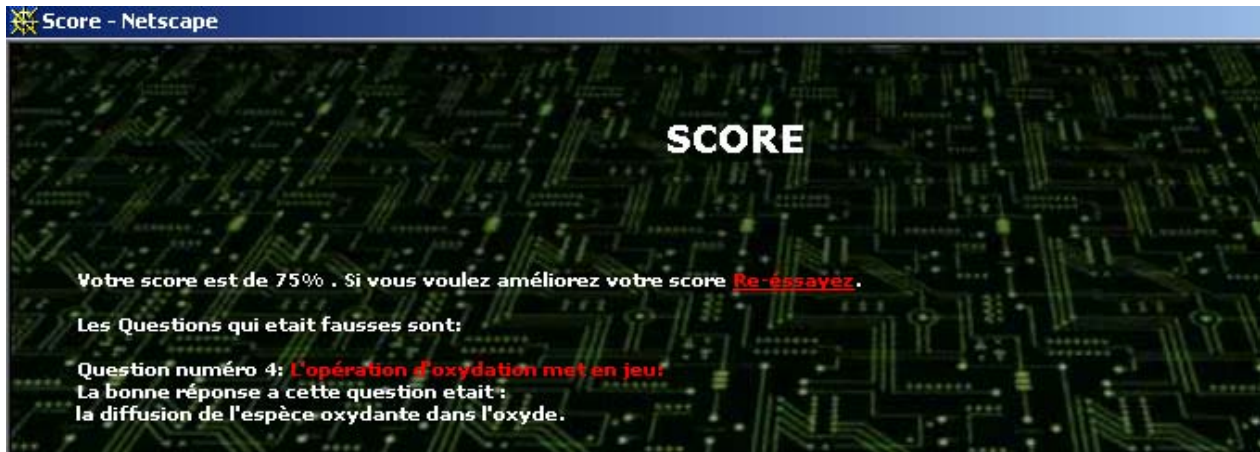 Score - Netscape
SCORE
Votre score est de 75% . Si vous voulez améliorez votre score Re-éssayez.
Les Questions qui etait fausses sont:
Question numéro 4: L'opération d'oxydation met en jeu:
La bonne réponse a cette question etait :
la diffusion de l'espèce oxydante dans l'oxyde.